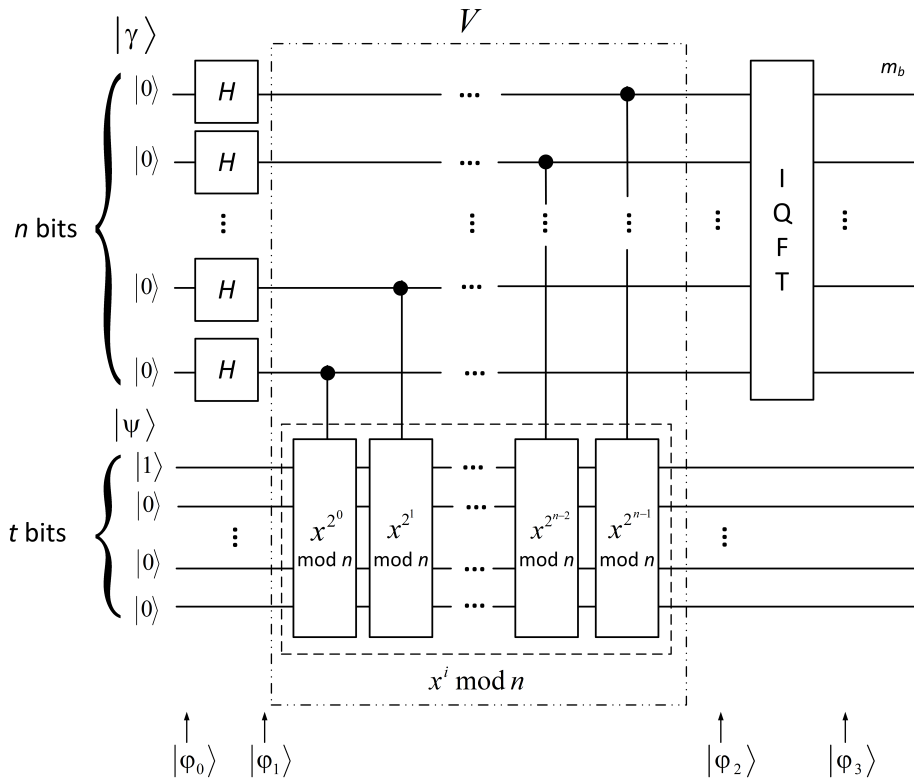 |γ⟩ V
|0⟩ H ... m_b
|0⟩ H ...
n bits ⋮ ⋮ ⋮ ⋮ ⋮ I Q F T ⋮
|0⟩ H ...
|0⟩ H ...
|ψ⟩
|1⟩ ...
|0⟩ ...
t bits ⋮ x^{2^0} mod n x^{2^1} mod n x^{2^{n-2}} mod n x^{2^{n-1}} mod n ⋮
|0⟩ ...
|0⟩ ...
x^i mod n
|φ_0⟩ |φ_1⟩ |φ_2⟩ |φ_3⟩